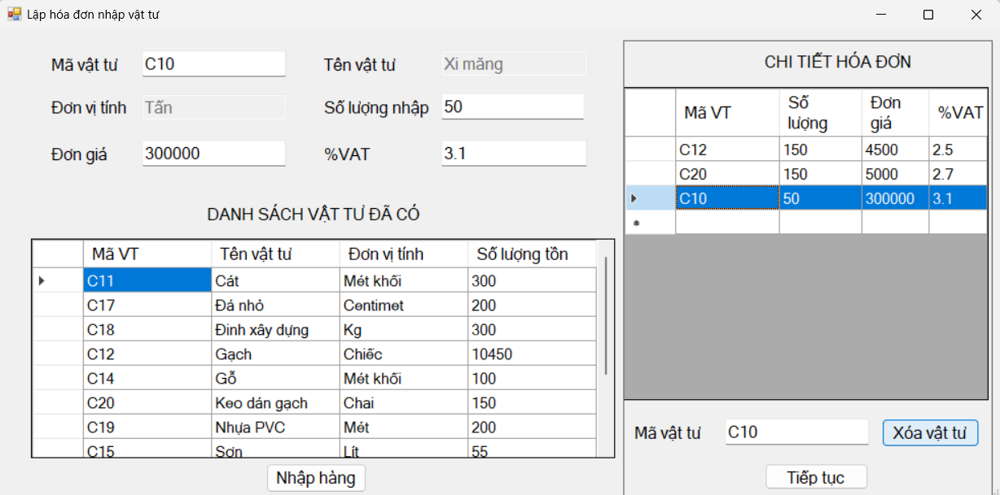 Lập hóa đơn nhập vật tư
Mã vật tư C10 Tên vật tư Xi măng
Đơn vị tính Tấn Số lượng nhập 50
Đơn giá 300000 %VAT 3.1
DANH SÁCH VẬT TƯ ĐÃ CÓ
Mã VT Tên vật tư Đơn vị tính Số lượng tồn
C11 Cát Mét khối 300
C17 Đá nhỏ Centimet 200
C18 Đinh xây dựng Kg 300
C12 Gạch Chiếc 10450
C14 Gỗ Mét khối 100
C20 Keo dán gạch Chai 150
C19 Nhựa PVC Mét 200
C15 Sơn Lít 55
Nhập hàng
CHI TIẾT HÓA ĐƠN
Mã VT Số lượng Đơn giá %VAT
C12 150 4500 2.5
C20 150 5000 2.7
C10 50 300000 3.1
Mã vật tư C10 Xóa vật tư
Tiếp tục